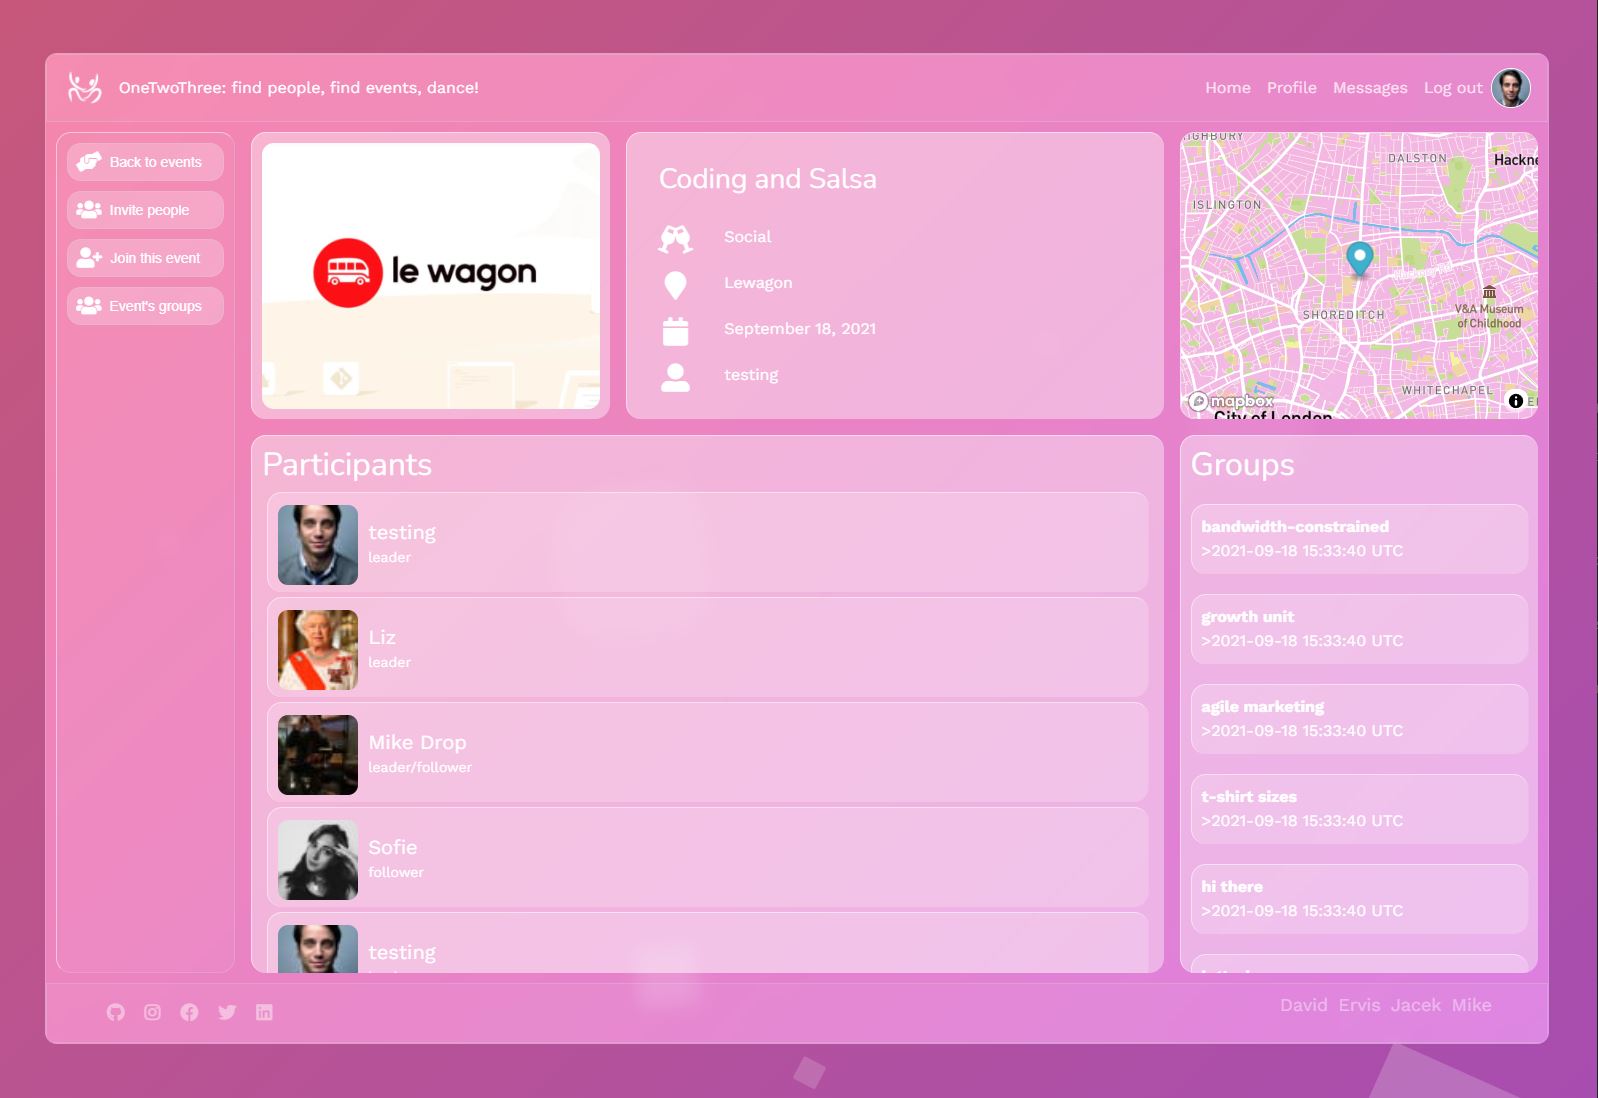 OneTwoThree: find people, find events, dance!
Home Profile Messages Log out
Back to events
Invite people
Join this event
Event's groups
le wagon
Coding and Salsa
Social
Lewagon
September 18, 2021
testing
DALSTON
ISLINGTON
Hackney Rd
SHOREDITCH
V&A Museum
of Childhood
WHITECHAPEL
mapbox
City of London
Participants
testing
leader
Liz
leader
Mike Drop
leader/follower
Sofie
follower
testing
Groups
bandwidth-constrained
>2021-09-18 15:33:40 UTC
growth unit
>2021-09-18 15:33:40 UTC
agile marketing
>2021-09-18 15:33:40 UTC
t-shirt sizes
>2021-09-18 15:33:40 UTC
hi there
>2021-09-18 15:33:40 UTC
David Ervis Jacek Mike